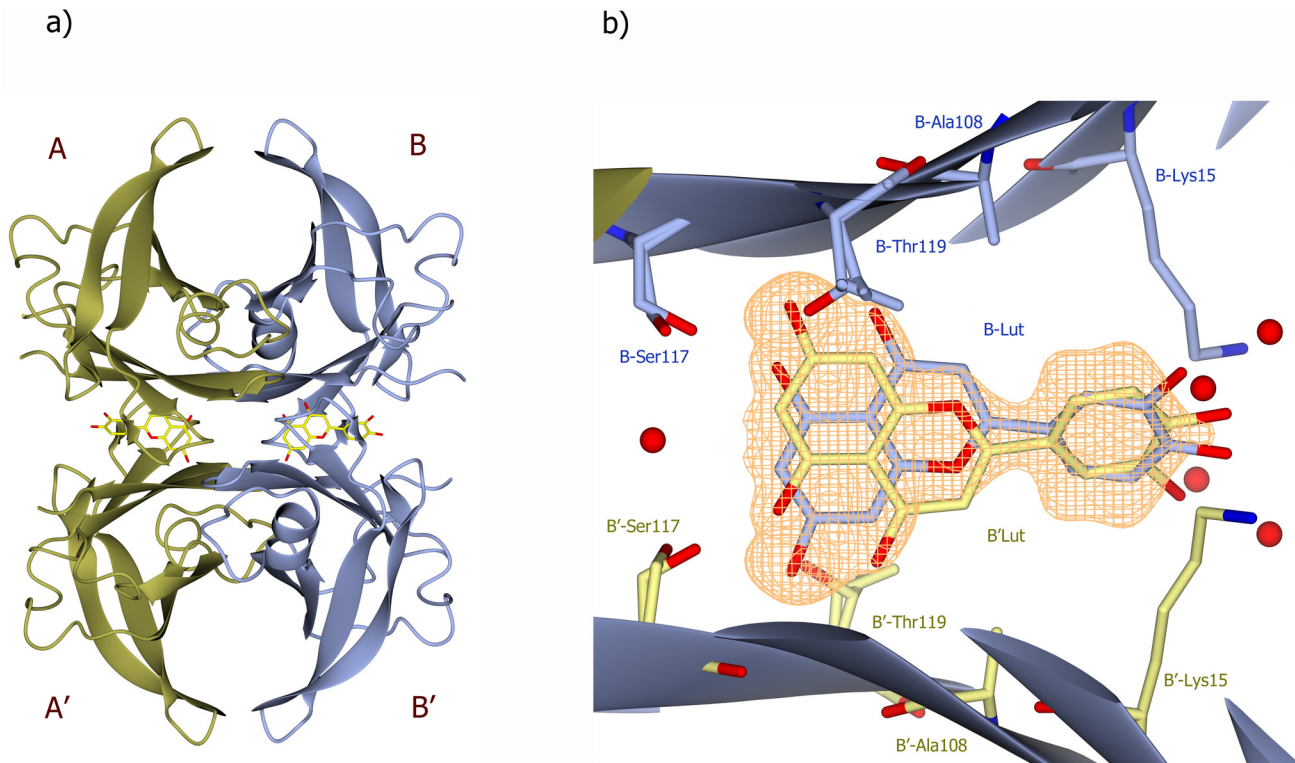 a)
b)
A
B
A′
B′
B-Ala108
B-Lys15
B-Thr119
B-Ser117
B-Lut
B′-Ser117
B′Lut
B′-Thr119
B′-Lys15
B′-Ala108